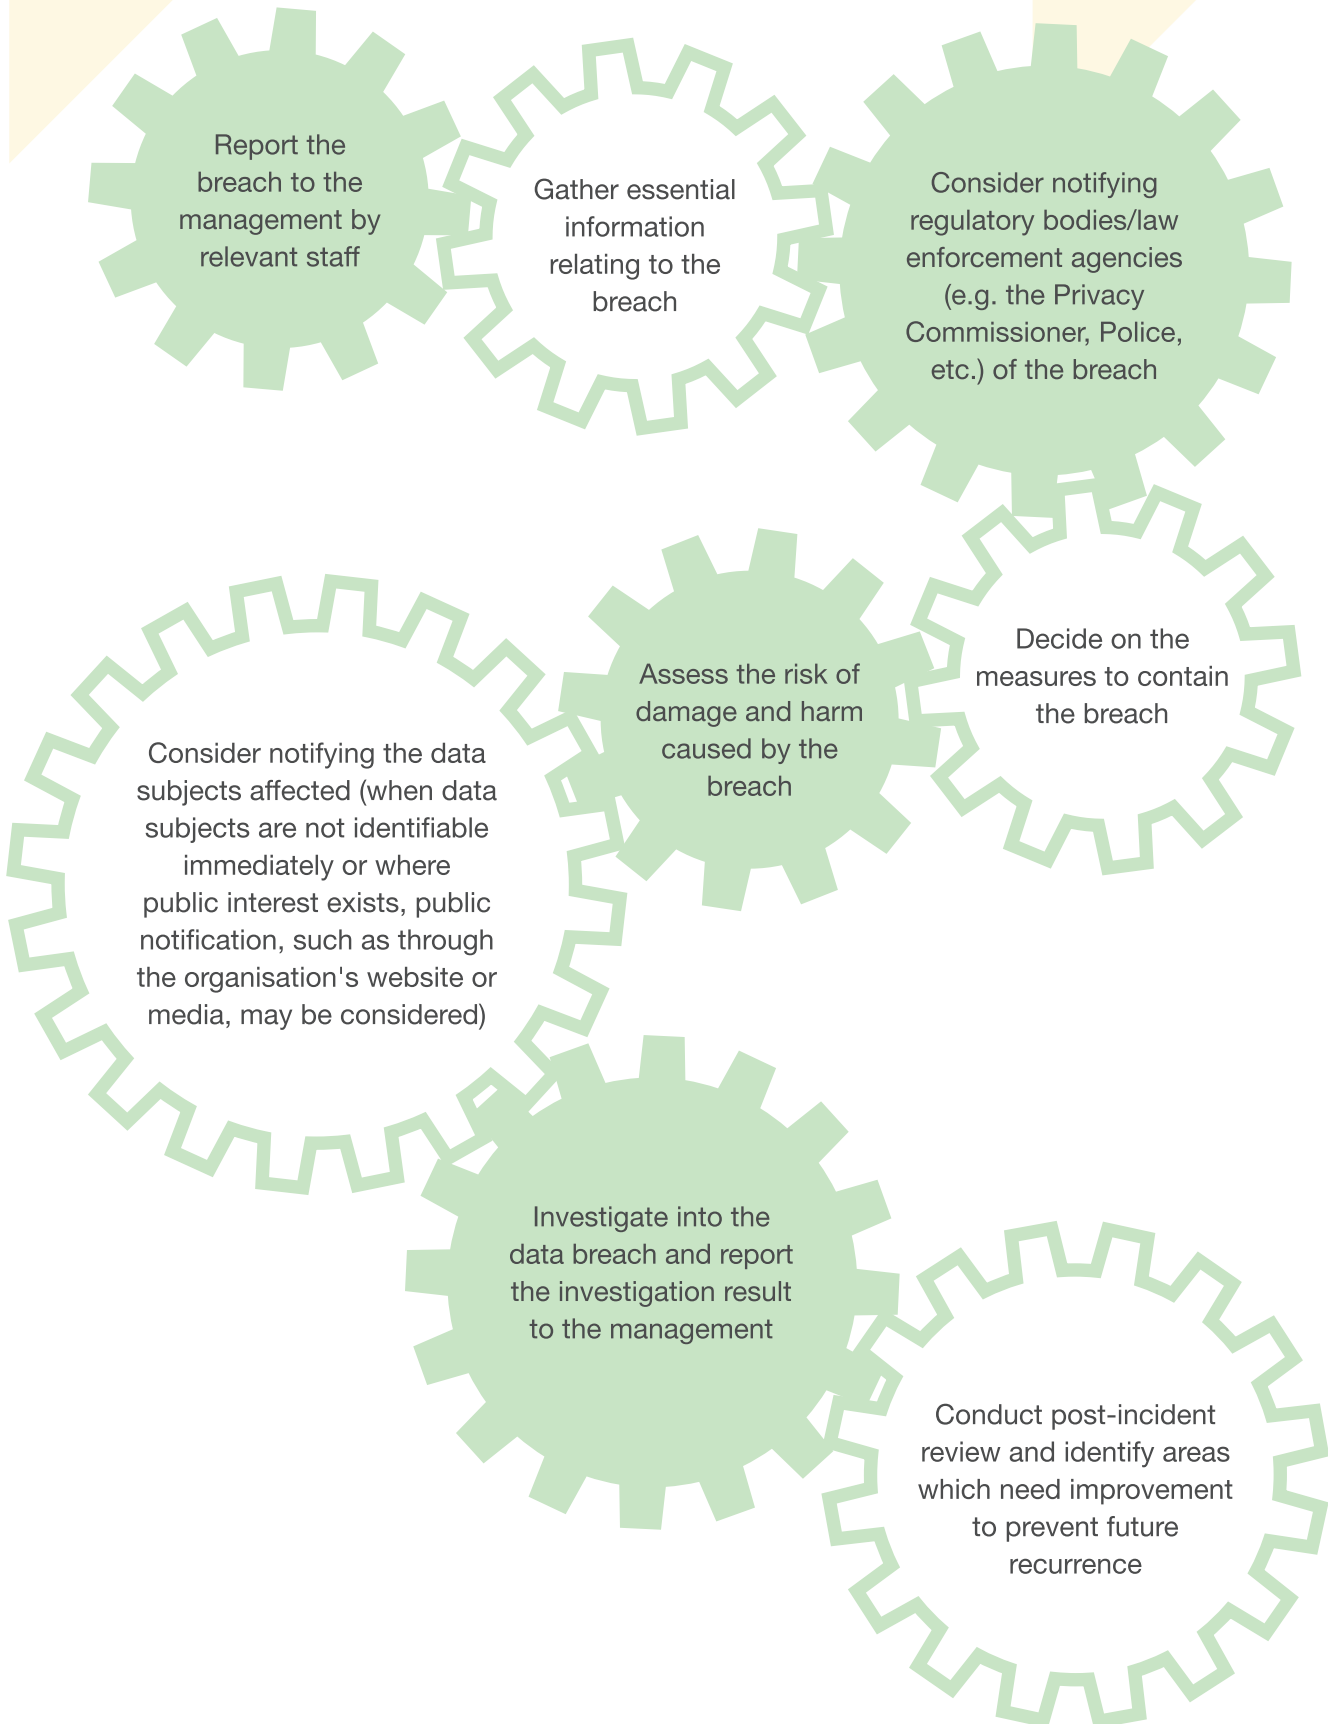 Report the
breach to the
management by
relevant staff
Gather essential
information
relating to the
breach
Consider notifying
regulatory bodies/law
enforcement agencies
(e.g. the Privacy
Commissioner, Police,
etc.) of the breach
Decide on the
measures to contain
the breach
Assess the risk of
damage and harm
caused by the
breach
Consider notifying the data
subjects affected (when data
subjects are not identifiable
immediately or where
public interest exists, public
notification, such as through
the organisation's website or
media, may be considered)
Investigate into the
data breach and report
the investigation result
to the management
Conduct post-incident
review and identify areas
which need improvement
to prevent future
recurrence